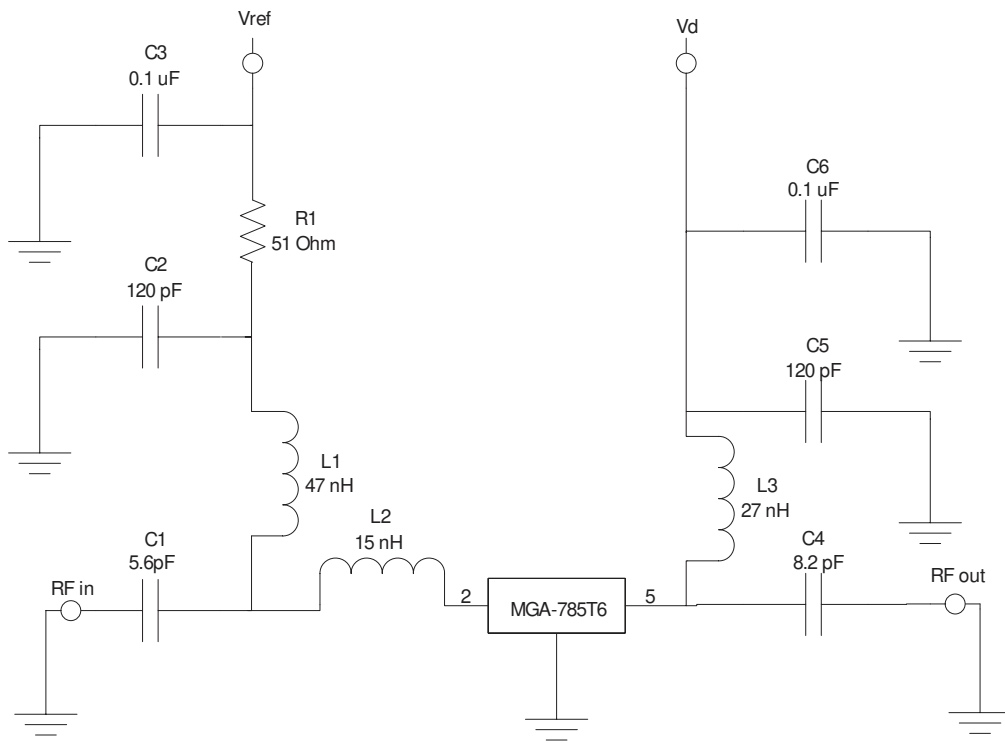 Vref
Vd
C3
0.1 uF
C6
0.1 uF
R1
51 Ohm
C2
120 pF
C5
120 pF
L1
47 nH
L3
27 nH
L2
15 nH
C1
5.6pF
C4
8.2 pF
RF in
RF out
2
MGA-785T6
5